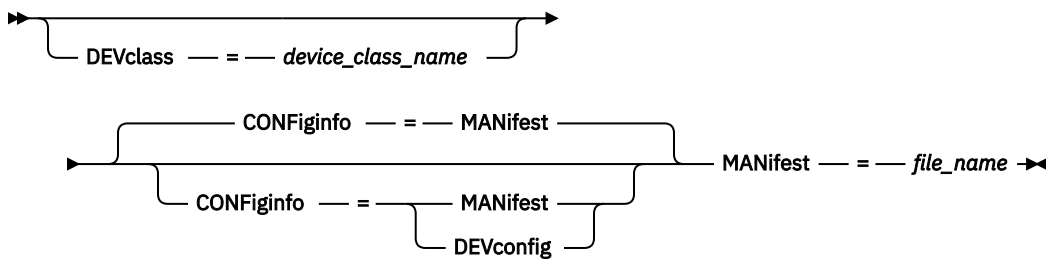 DEVclass = device_class_name
CONFiginfo = MANifest
MANifest = file_name
CONFiginfo = MANifest
DEVconfig